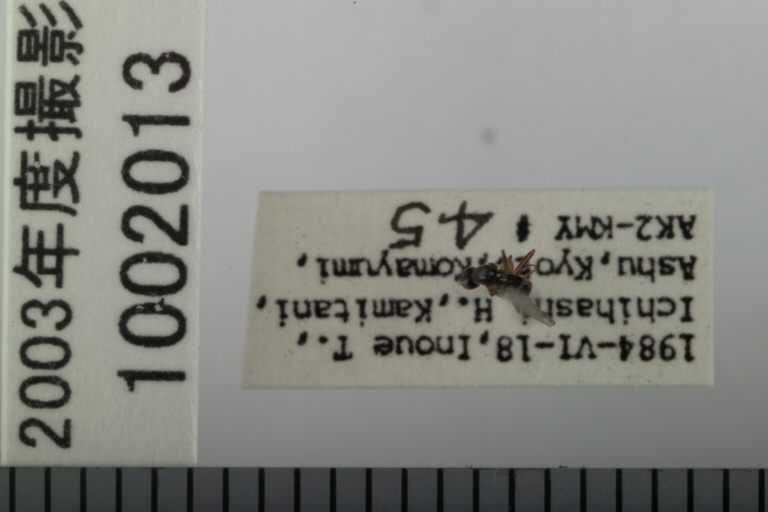 2003年度撮影
1002013
1984-VI-18, Inoue T.,
Ichihashi H., Kamitani,
Ashu, Kyo Komayumi,
AK2-KMY # 45